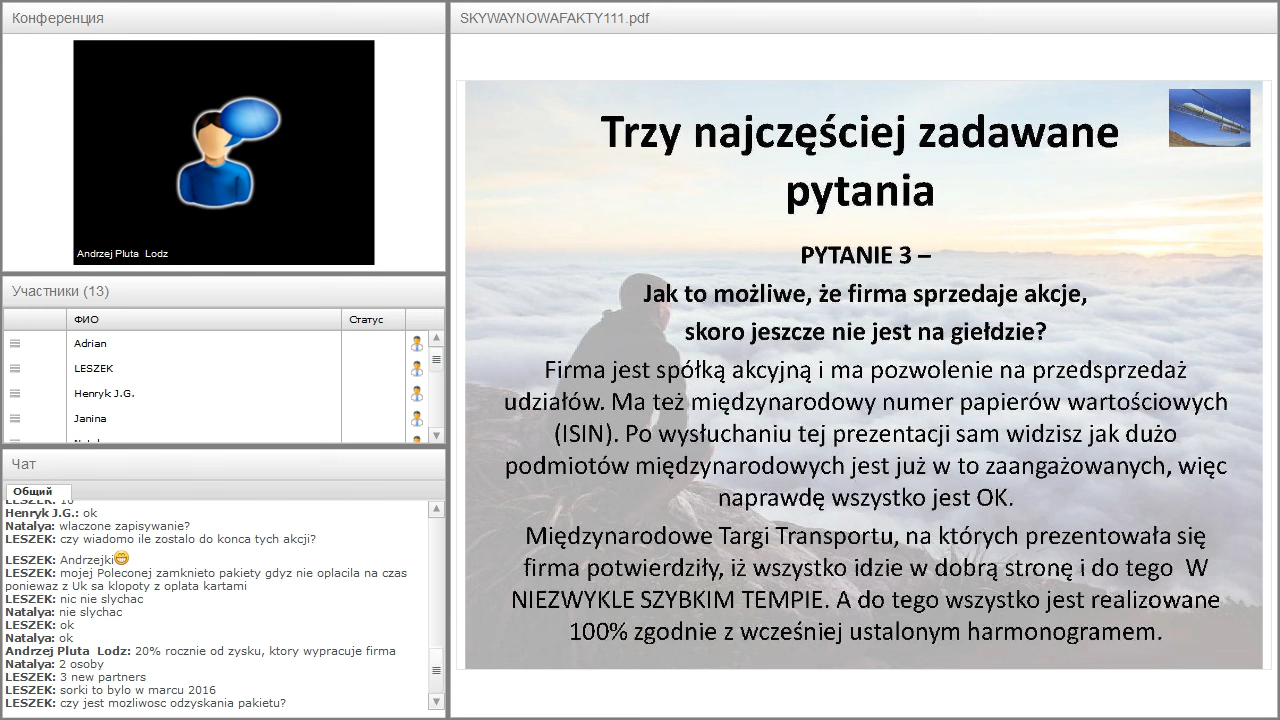 Конференция
Andrzej Pluta Lodz
Участники (13)
ФИО
Статус
Adrian
LESZEK
Henryk J.G.
Janina
Чат
Общий
LESZEK: 10
Henryk J.G.: ok
Natalya: wlaczone zapisywanie?
LESZEK: czy wiadomo ile zostalo do konca tych akcji?
LESZEK: Andrzejki
LESZEK: mojej Poleconej zamknieto pakiety gdyz nie oplacila na czas
poniewaz z Uk sa klopoty z oplata kartami
LESZEK: nic nie slychac
Natalya: nie slychac
LESZEK: ok
Natalya: ok
Andrzej Pluta Lodz: 20% rocznie od zysku, ktory wypracuje firma
Natalya: 2 osoby
LESZEK: 3 new partners
LESZEK: sorki to bylo w marcu 2016
LESZEK: czy jest mozliwosc odzyskania pakietu?
SKYWAYNOWAFAKTY111.pdf
Trzy najczęściej zadawane
pytania
PYTANIE 3 –
Jak to możliwe, że firma sprzedaje akcje,
skoro jeszcze nie jest na giełdzie?
Firma jest spółką akcyjną i ma pozwolenie na przedsprzedaż
udziałów. Ma też międzynarodowy numer papierów wartościowych
(ISIN). Po wysłuchaniu tej prezentacji sam widzisz jak dużo
podmiotów międzynarodowych jest już w to zaangażowanych, więc
naprawdę wszystko jest OK.
Międzynarodowe Targi Transportu, na których prezentowała się
firma potwierdziły, iż wszystko idzie w dobrą stronę i do tego W
NIEZWYKLE SZYBKIM TEMPIE. A do tego wszystko jest realizowane
100% zgodnie z wcześniej ustalonym harmonogramem.